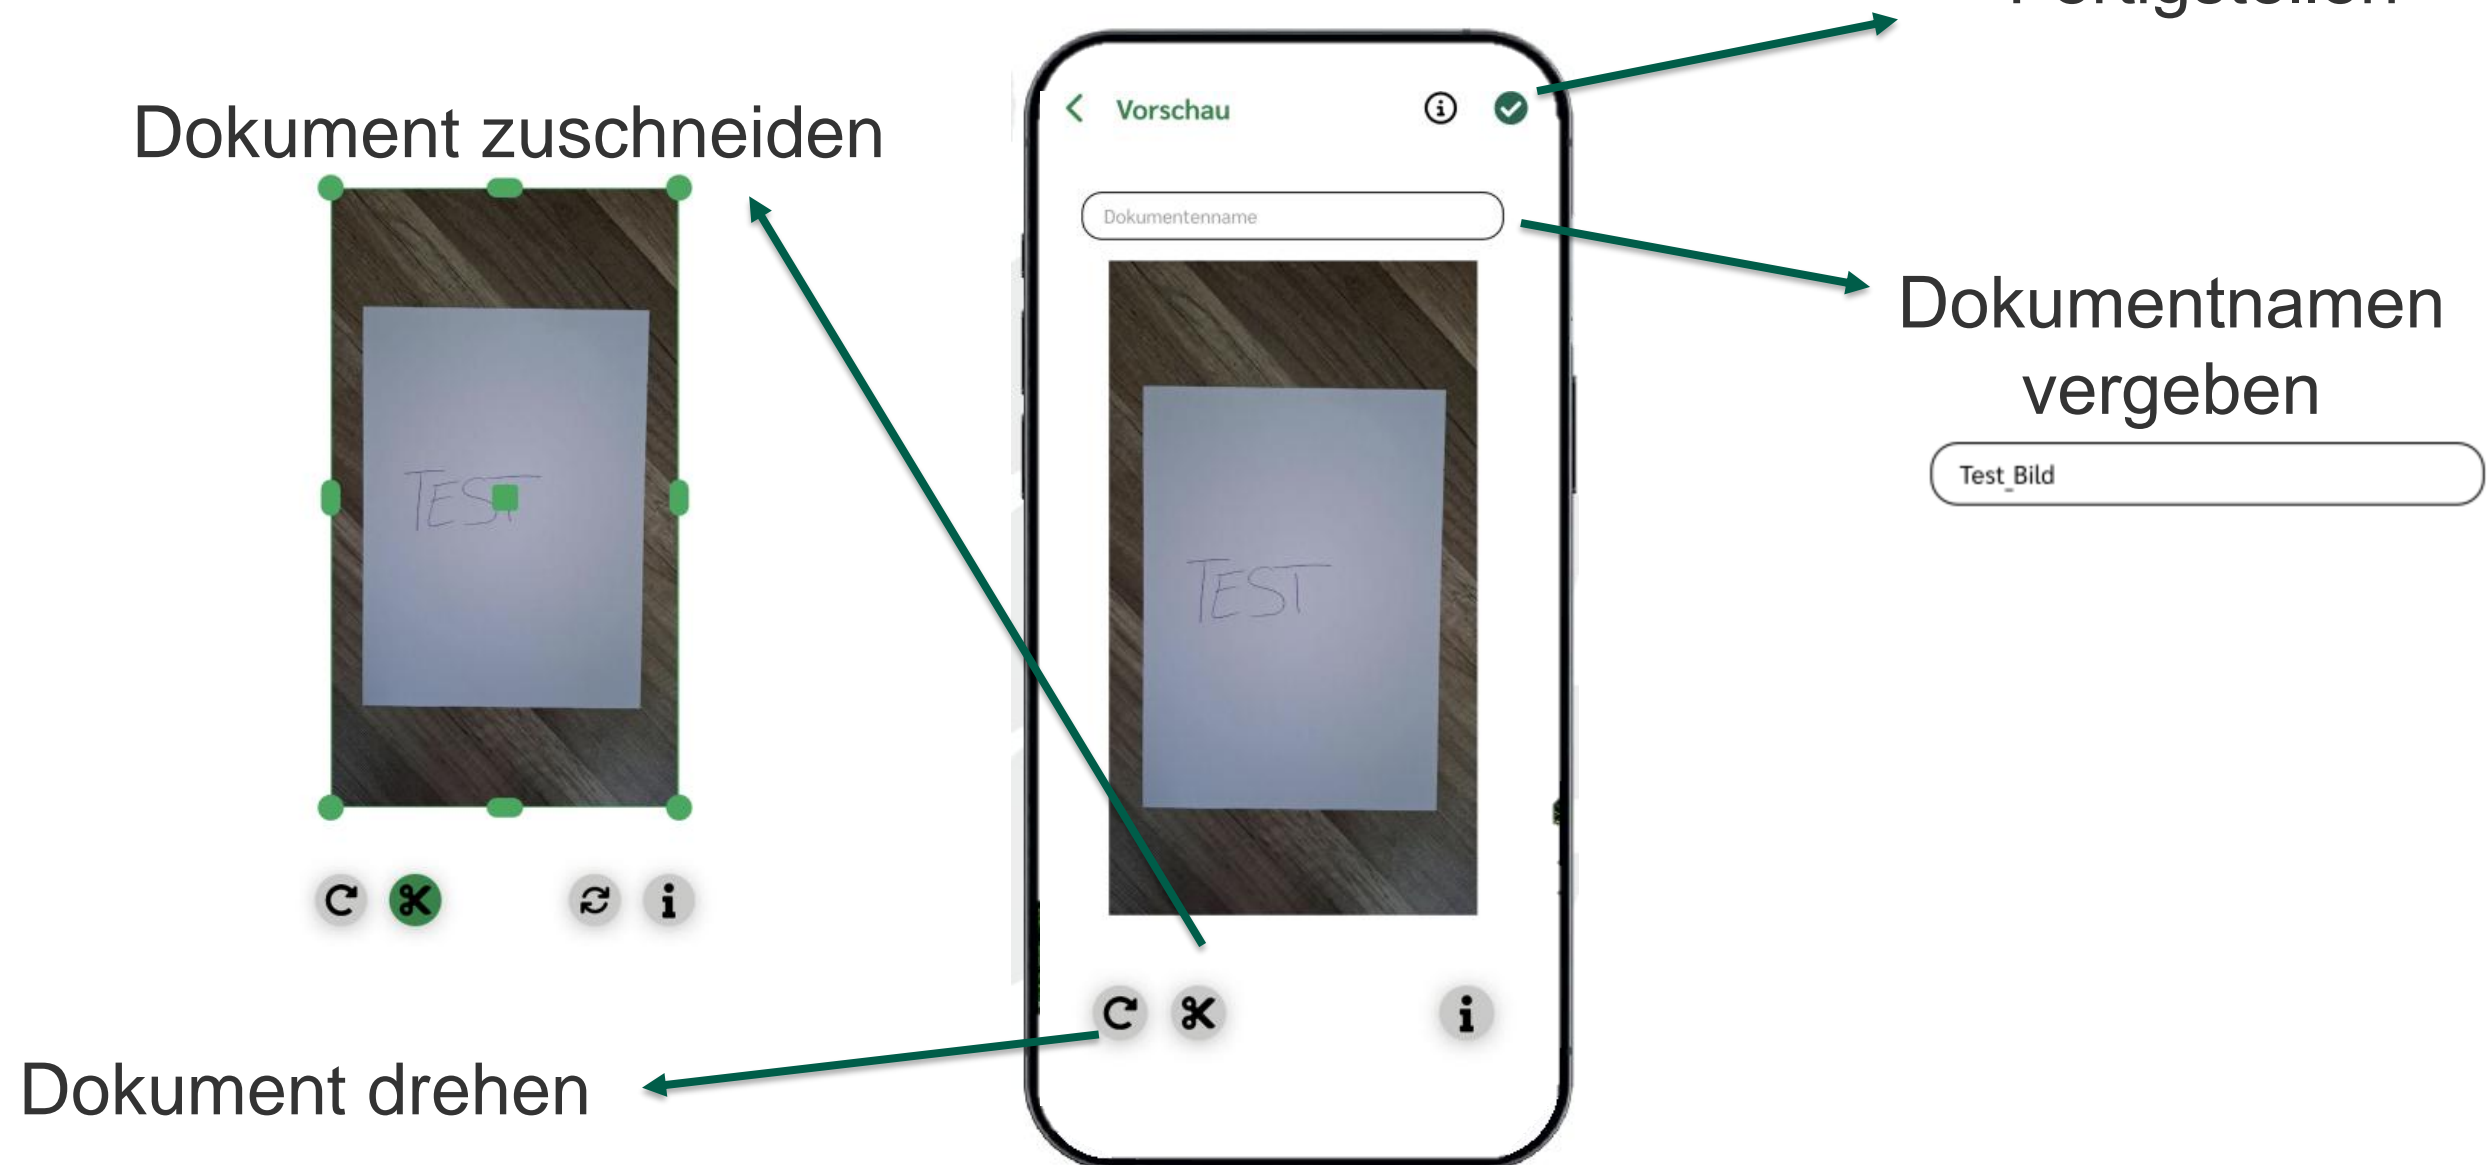 Dokument zuschneiden
Vorschau
Dokumentenname
Dokumentnamen
vergeben
Test_Bild
TEST
TEST
Dokument drehen